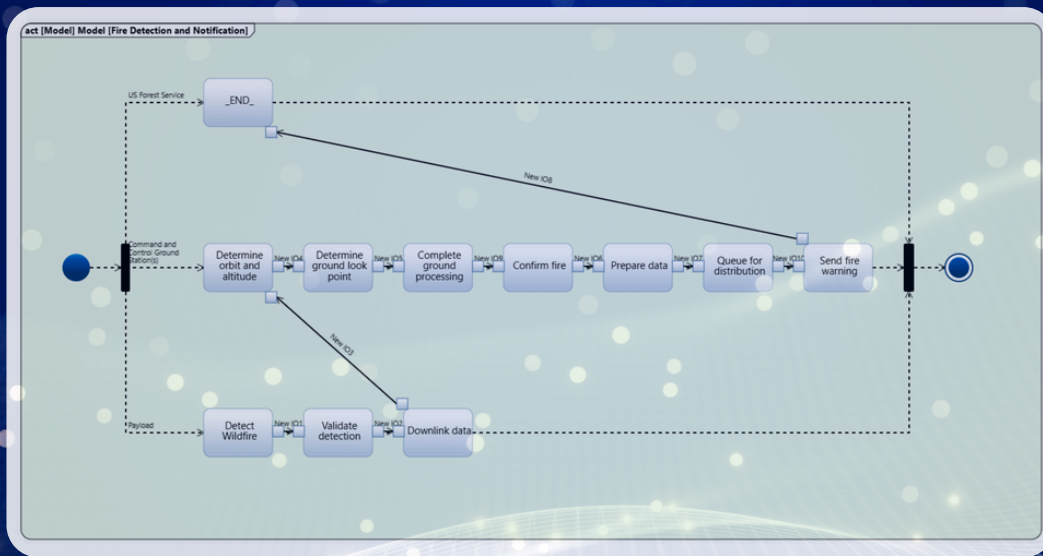 act [Model] Model [Fire Detection and Notification]
US Forest Service
_END_
New IO8
Command and
Control Ground
Station(s)
Determine
orbit and
altitude
New IO4
Determine
ground look
point
New IO5
Complete
ground
processing
New IO9
Confirm fire
New IO6
Prepare data
New IO7
Queue for
distribution
New IO10
Send fire
warning
New IO3
Payload
Detect
Wildfire
New IO1
Validate
detection
New IO2
Downlink data